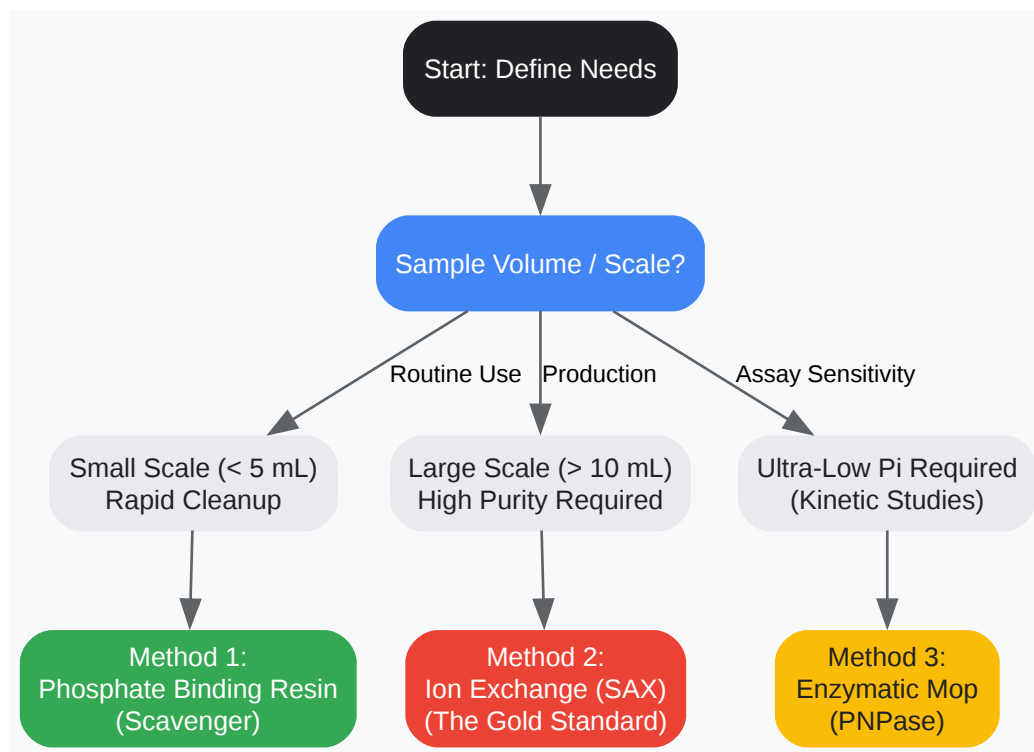 Start: Define Needs
Sample Volume / Scale?
Routine Use
Production
Assay Sensitivity
Small Scale (< 5 mL)
Rapid Cleanup
Large Scale (> 10 mL)
High Purity Required
Ultra-Low Pi Required
(Kinetic Studies)
Method 1:
Phosphate Binding Resin
(Scavenger)
Method 2:
Ion Exchange (SAX)
(The Gold Standard)
Method 3:
Enzymatic Mop
(PNPase)